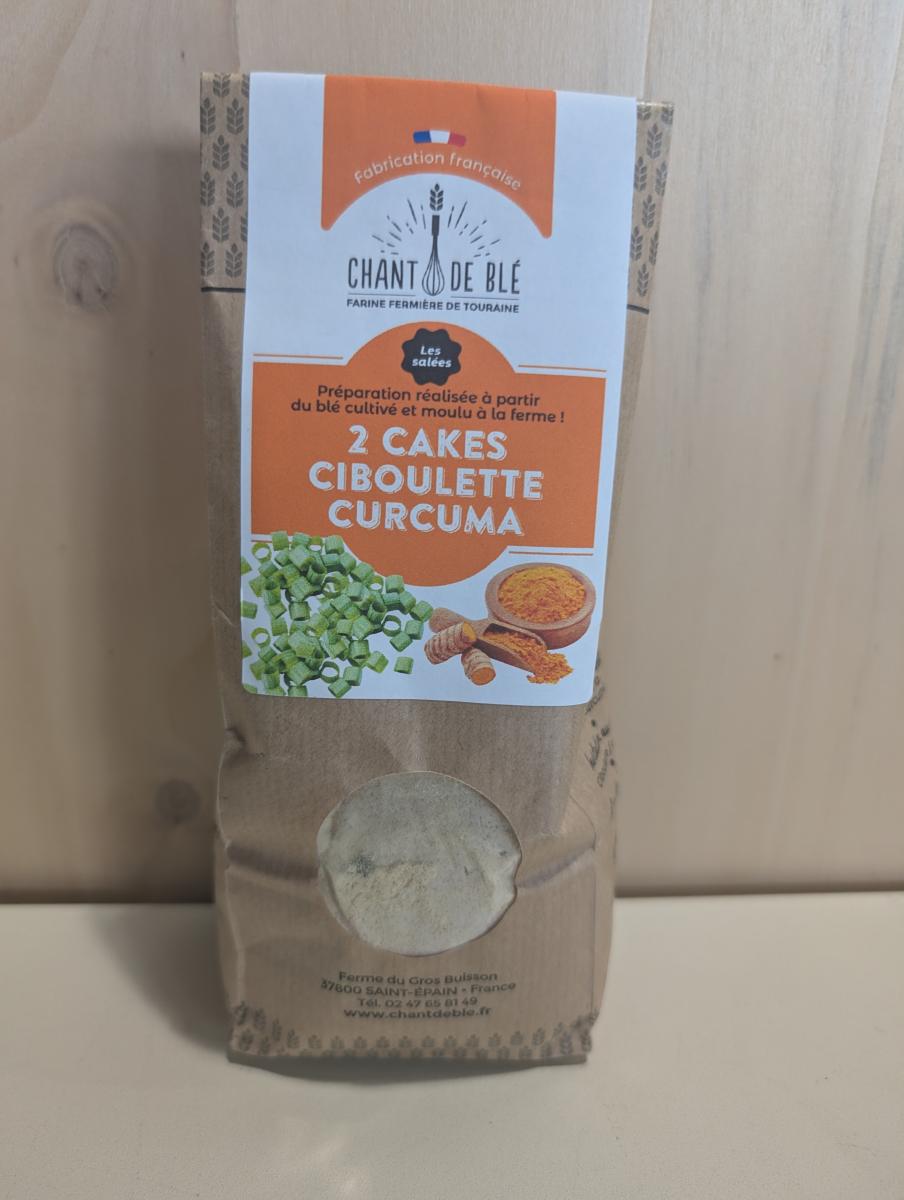 Fabrication française
CHANT DE BLÉ
FARINE FERMIÈRE DE TOURAINE
Les
salées
Préparation réalisée à partir
du blé cultivé et moulu à la ferme !
2 CAKES
CIBOULETTE
CURCUMA
Ferme du Gros Buisson
37800 SAINT-ÉPAIN • France
Tél. 02 47 65 81 49
www.chantdeble.fr